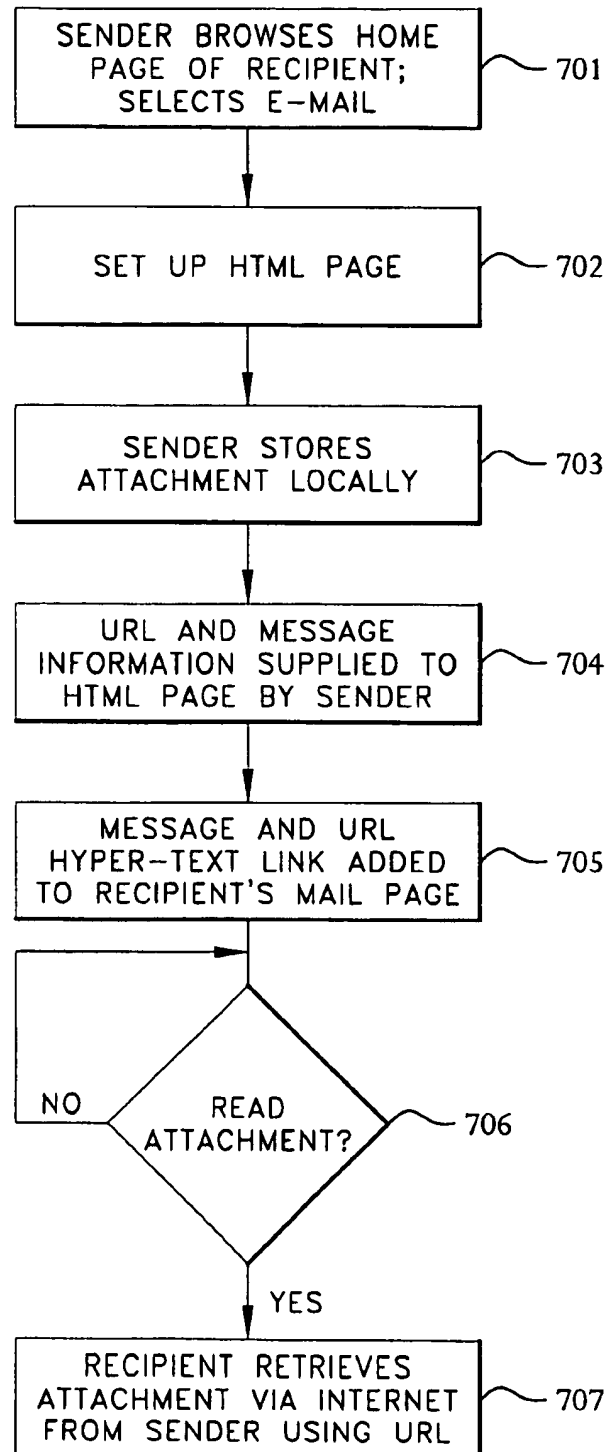 SENDER BROWSES HOME
PAGE OF RECIPIENT;
SELECTS E-MAIL
701
SET UP HTML PAGE
702
SENDER STORES
ATTACHMENT LOCALLY
703
URL AND MESSAGE
INFORMATION SUPPLIED TO
HTML PAGE BY SENDER
704
MESSAGE AND URL
HYPER-TEXT LINK ADDED
TO RECIPIENT'S MAIL PAGE
705
NO
READ
ATTACHMENT?
706
YES
RECIPIENT RETRIEVES
ATTACHMENT VIA INTERNET
FROM SENDER USING URL
707